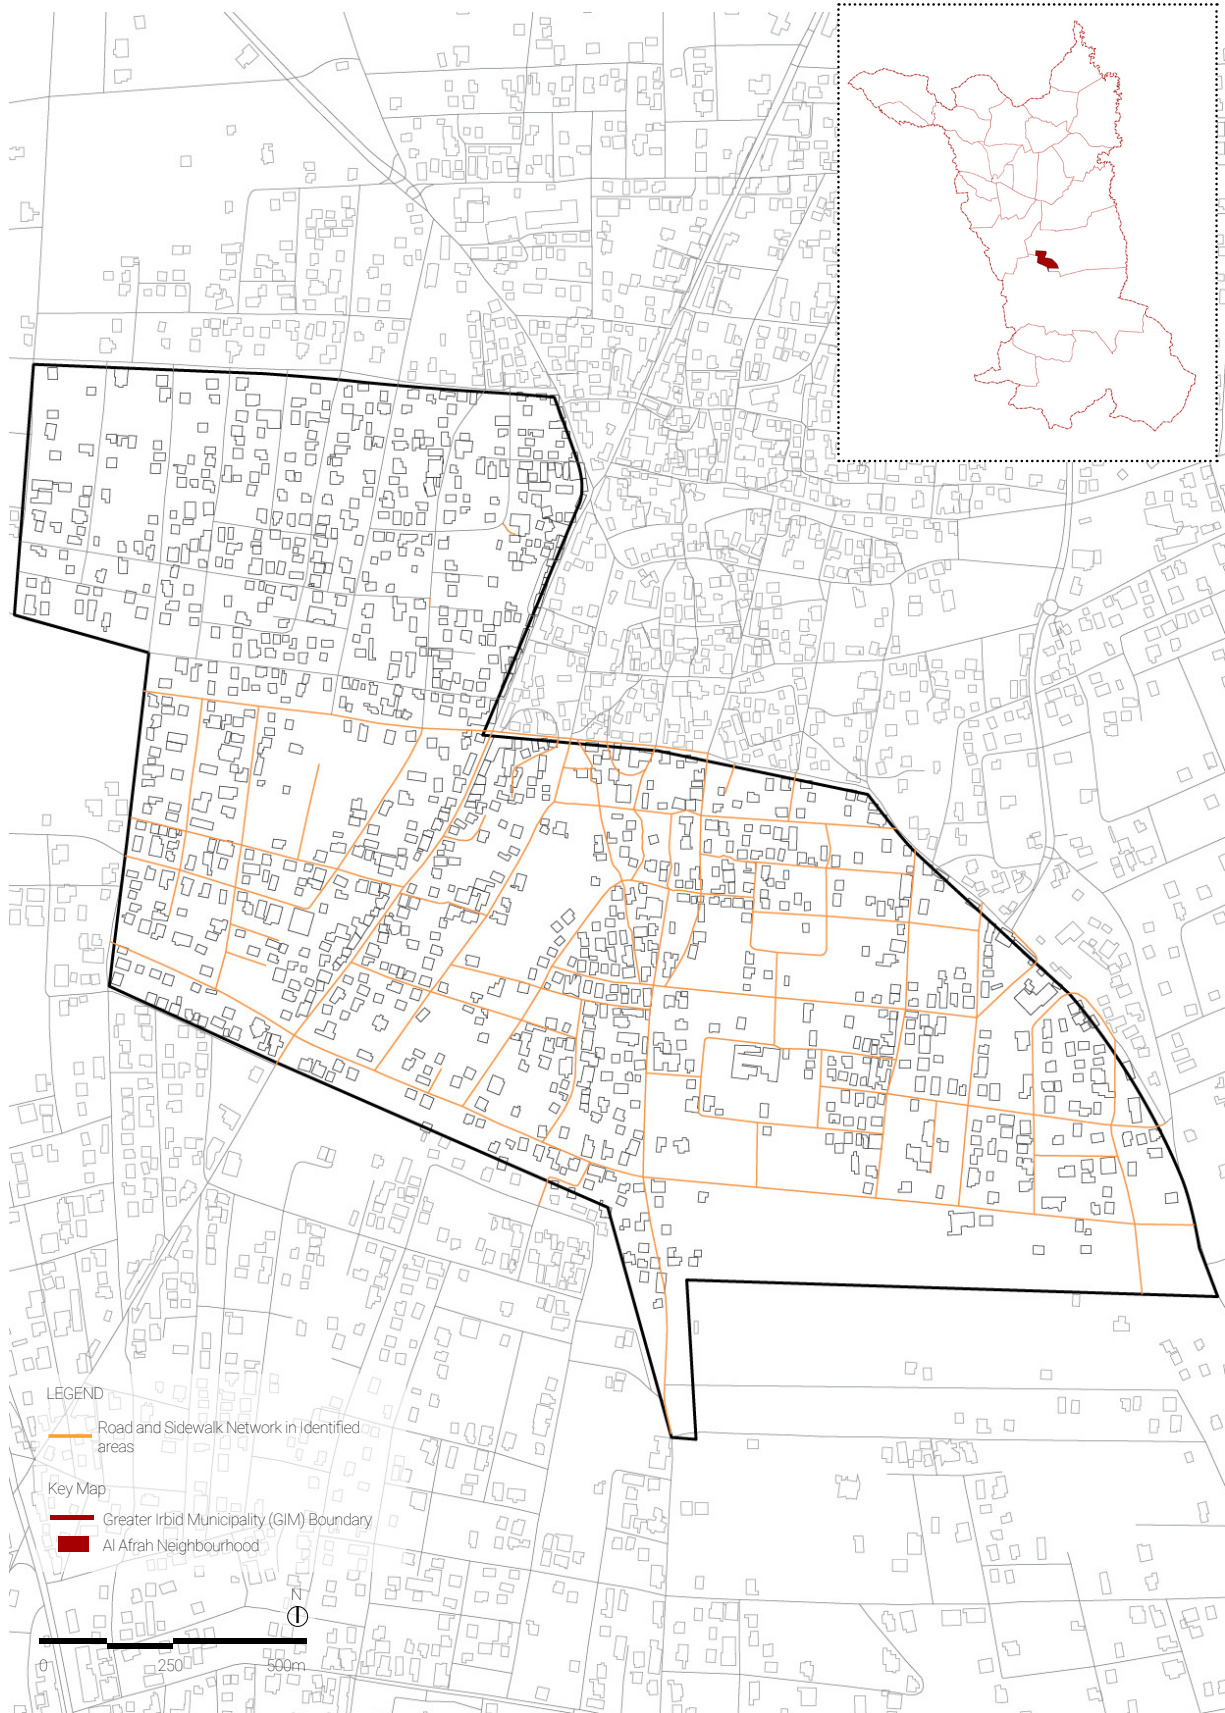 LEGEND
Road and Sidewalk Network in identified
areas
Key Map
Greater Irbid Municipality (GIM) Boundary
Al Afrah Neighbourhood
N
0 250 500m